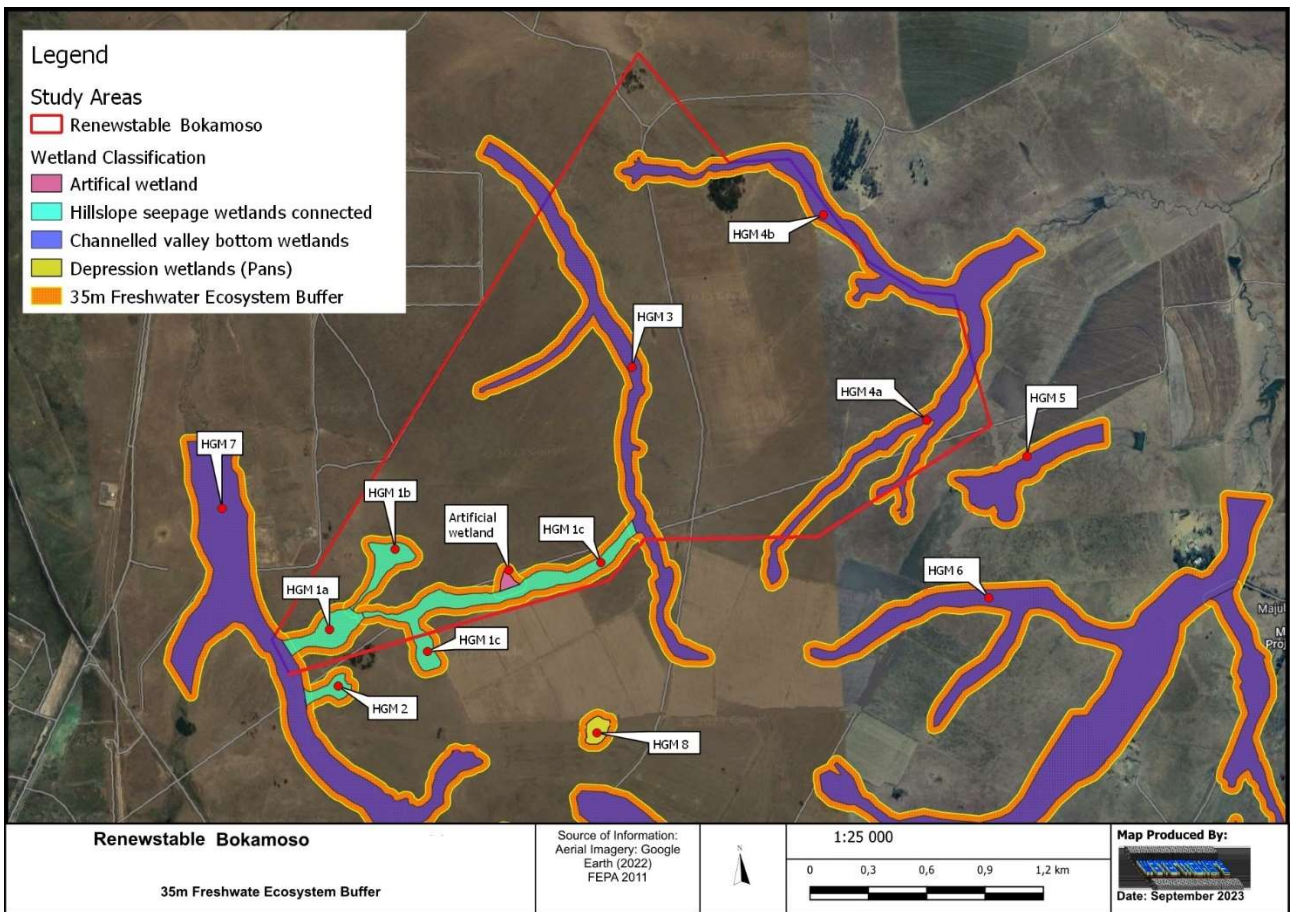 Legend
Study Areas
Renewstable Bokamoso
Wetland Classification
Artifical wetland
Hillslope seepage wetlands connected
Channelled valley bottom wetlands
Depression wetlands (Pans)
35m Freshwater Ecosystem Buffer
HGM 4b
HGM 3
HGM 4a
HGM 5
HGM 7
HGM 1b
Artificial
wetland
HGM 1c
HGM 6
HGM 1a
HGM 1c
HGM 2
HGM 8
Renewstable Bokamoso
35m Freshwate Ecosystem Buffer
Source of Information:
Aerial Imagery: Google
Earth (2022)
FEPA 2011
N
1:25 000
0 0,3 0,6 0,9 1,2 km
Map Produced By:
Date: September 2023